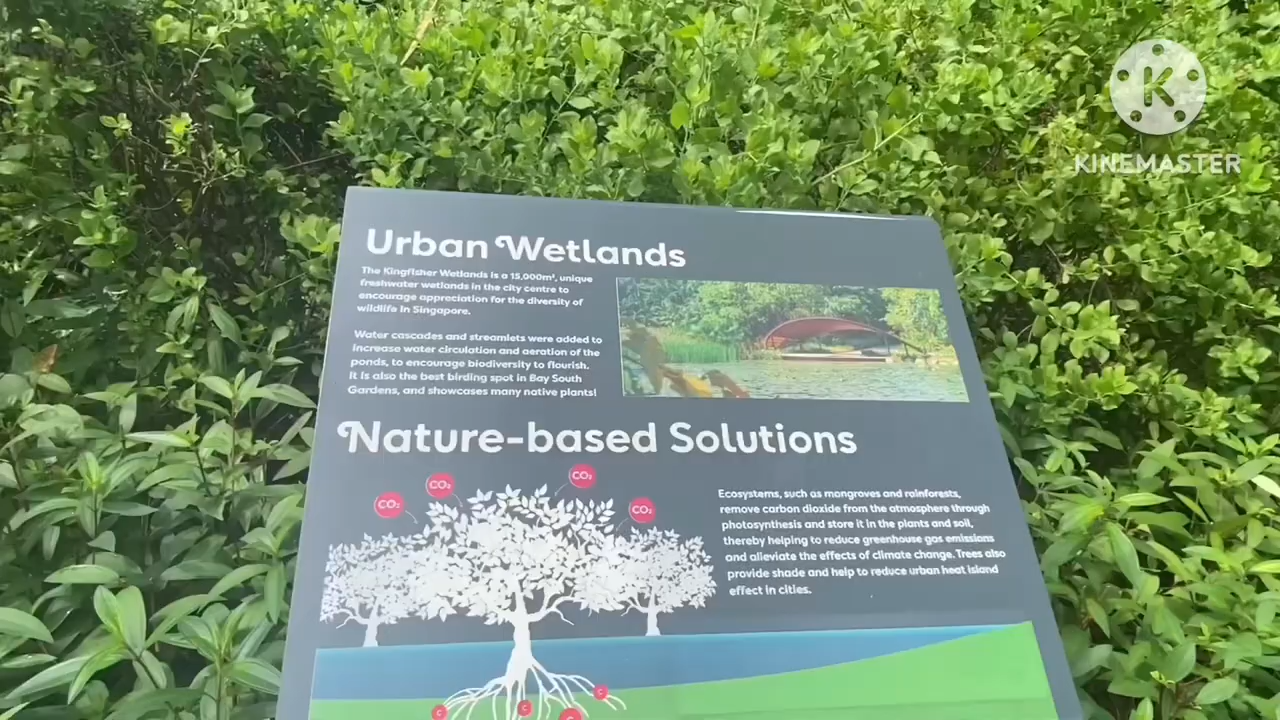 K
KINEMASTER
Urban Wetlands
The Kingfisher Wetlands is a 15,000m², unique
freshwater wetlands in the city centre to
encourage appreciation for the diversity of
wildlife in Singapore.
Water cascades and streamlets were added to
increase water circulation and aeration of the
ponds, to encourage biodiversity to flourish.
It is also the best birding spot in Bay South
Gardens, and showcases many native plants!
Nature-based Solutions
CO₂
CO₂
CO₂
CO₂
Ecosystems, such as mangroves and rainforests,
remove carbon dioxide from the atmosphere through
photosynthesis and store it in the plants and soil,
thereby helping to reduce greenhouse gas emissions
and alleviate the effects of climate change. Trees also
provide shade and help to reduce urban heat island
effect in cities.
C
C
C
C